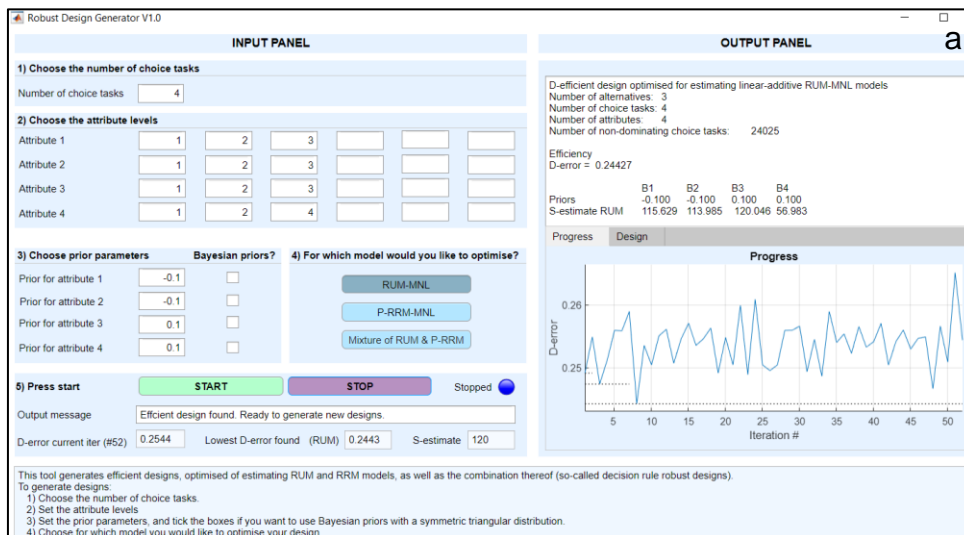 Robust Design Generator V1.0
a
INPUT PANEL
1) Choose the number of choice tasks
Number of choice tasks 4
2) Choose the attribute levels
Attribute 1 1 2 3
Attribute 2 1 2 3
Attribute 3 1 2 3
Attribute 4 1 2 4
3) Choose prior parameters Bayesian priors?
Prior for attribute 1 -0.1
Prior for attribute 2 -0.1
Prior for attribute 3 0.1
Prior for attribute 4 0.1
4) For which model would you like to optimise?
RUM-MNL
P-RRM-MNL
Mixture of RUM & P-RRM
5) Press start START STOP Stopped
Output message Effcient design found. Ready to generate new designs.
D-error current iter (#52) 0.2544 Lowest D-error found (RUM) 0.2443 S-estimate 120
OUTPUT PANEL
D-efficient design optimised for estimating linear-additive RUM-MNL models
Number of alternatives: 3
Number of choice tasks: 4
Number of attributes: 4
Number of non-dominating choice tasks: 24025
Efficiency
D-error = 0.24427
B1 B2 B3 B4
Priors -0.100 -0.100 0.100 0.100
S-estimate RUM 115.629 113.985 120.046 56.983
Progress Design
Progress
D-error
0.26
0.25
5 10 15 20 25 30 35 40 45 50
Iteration #
This tool generates efficient designs, optimised of estimating RUM and RRM models, as well as the combination thereof (so-called decision rule robust designs).
To generate designs:
1) Choose the number of choice tasks.
2) Set the attribute levels
3) Set the prior parameters, and tick the boxes if you want to use Bayesian priors with a symmetric triangular distribution.
4) Choose for which model you would like to optimise your design